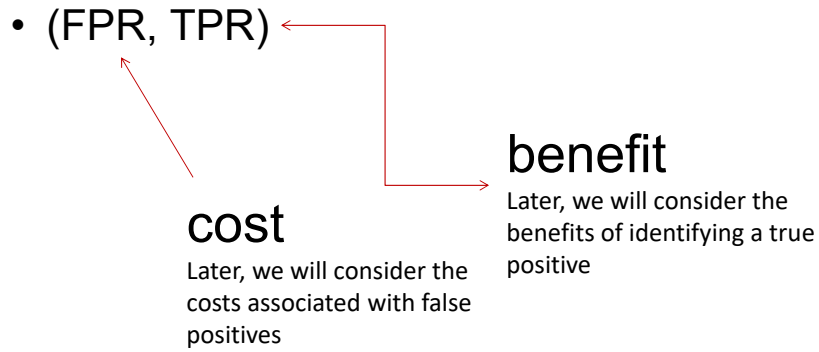 • (FPR, TPR)
benefit
Later, we will consider the
benefits of identifying a true
positive
cost
Later, we will consider the
costs associated with false
positives